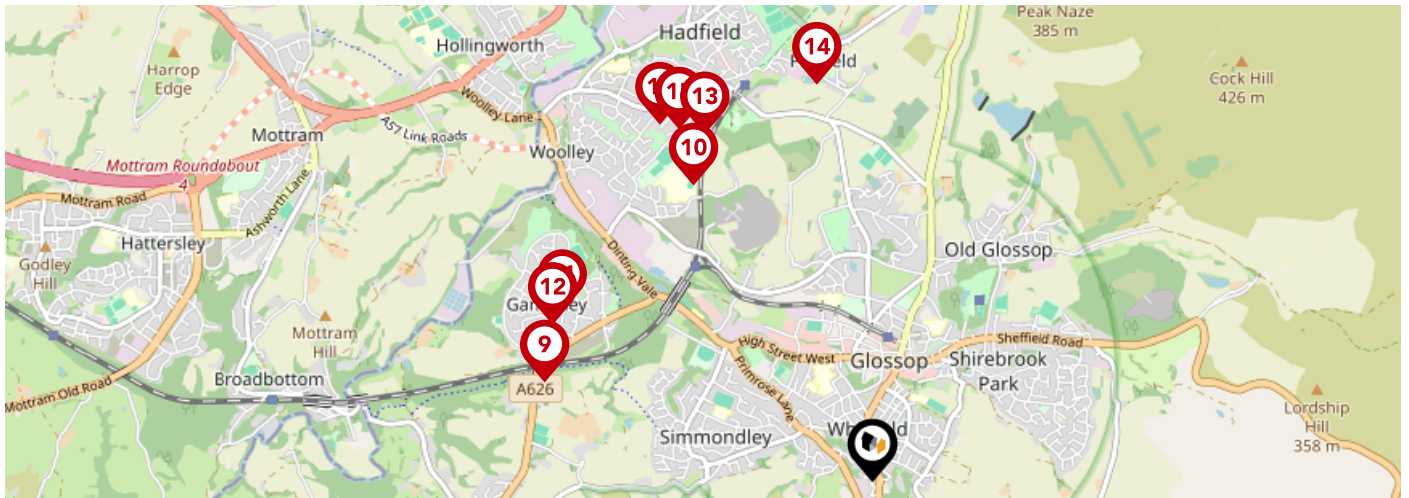 Peak Naze
385 m
Hadfield
Hollingworth
14
Harrop
Edge
Cock Hill
426 m
13
Woolley Lane
A57 Link Roads
Mottram
10
Woolley
Mottram Roundabout
4
Mottram Road
Ashworth Lane
Hattersley
Old Glossop
Godley
Hill
Dinting Vale
12
Mottram
Hill
9
High Street West
Sheffield Road
Glossop
Shirebrook
Park
Broadbottom
A626
Primrose Lane
Mottram Old Road
Simmondley
Lordship
Hill
358 m